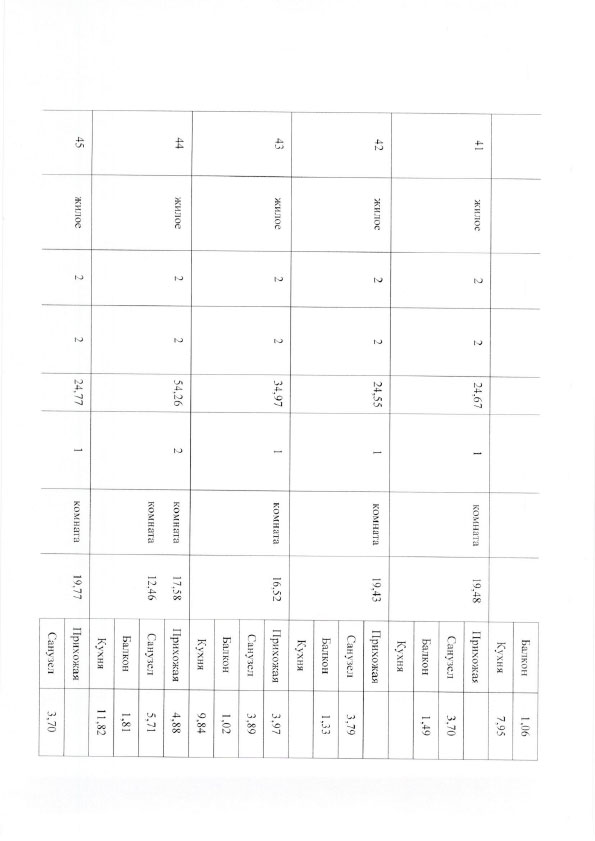 Балкон 1,06
Кухня 7,95
41 жилое 2 2 24,67 1 комната 19,48 Прихожая
Санузел 3,70
Балкон 1,49
Кухня
42 жилое 2 2 24,55 1 комната 19,43 Прихожая
Санузел 3,79
Балкон 1,33
Кухня
43 жилое 2 2 34,97 1 комната 16,52 Прихожая 3,97
Санузел 3,89
Балкон 1,02
Кухня 9,84
44 жилое 2 2 54,26 2 комната 17,58 Прихожая 4,88
комната 12,46 Санузел 5,71
Балкон 1,81
Кухня 11,82
45 жилое 2 2 24,77 1 комната 19,77 Прихожая
Санузел 3,70